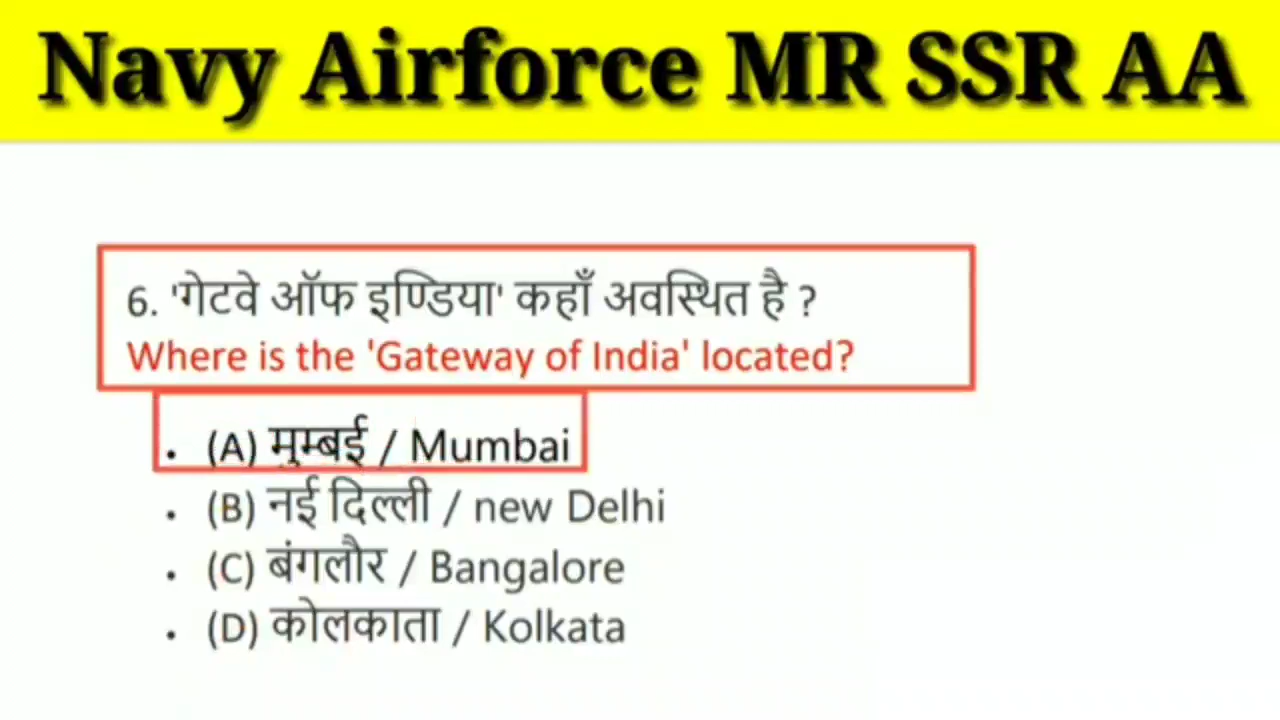 Navy Airforce MR SSR AA
6. 'गेटवे ऑफ इण्डिया' कहाँ अवस्थित है ?
Where is the 'Gateway of India' located?
• (A) मुम्बई / Mumbai
• (B) नई दिल्ली / new Delhi
• (C) बंगलौर / Bangalore
• (D) कोलकाता / Kolkata